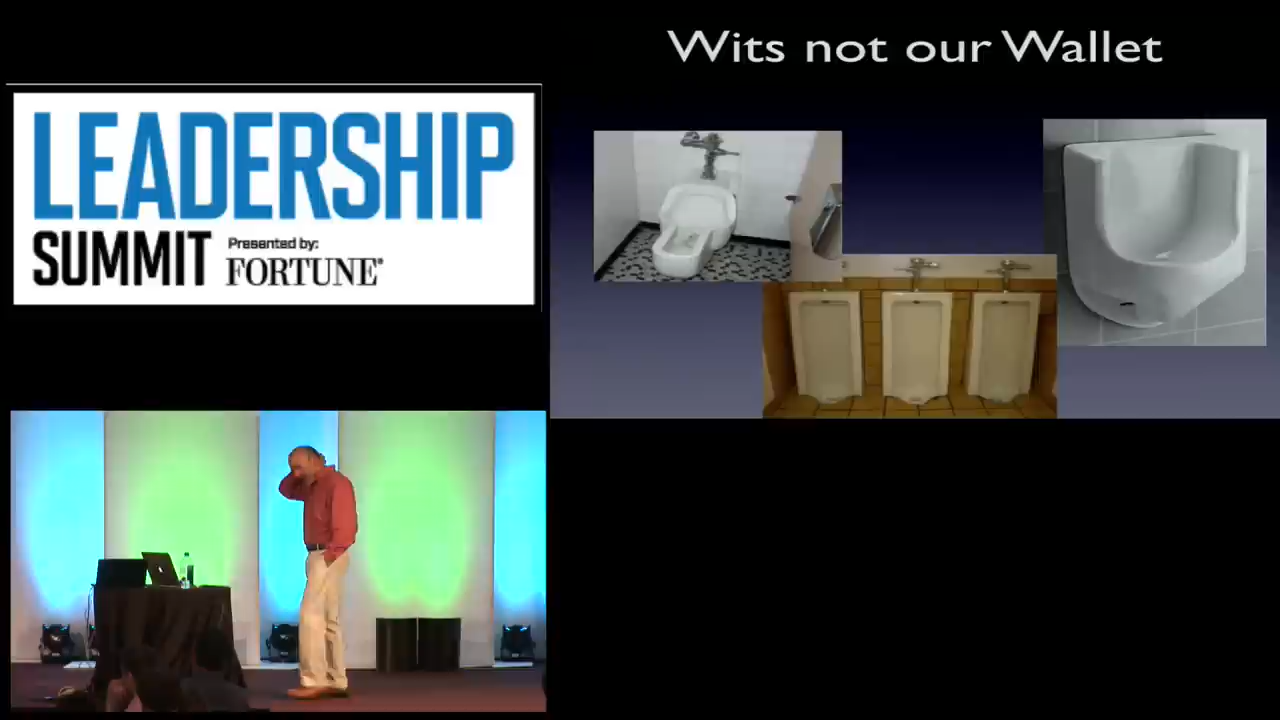 Wits not our Wallet
LEADERSHIP
SUMMIT
Presented by:
FORTUNE®